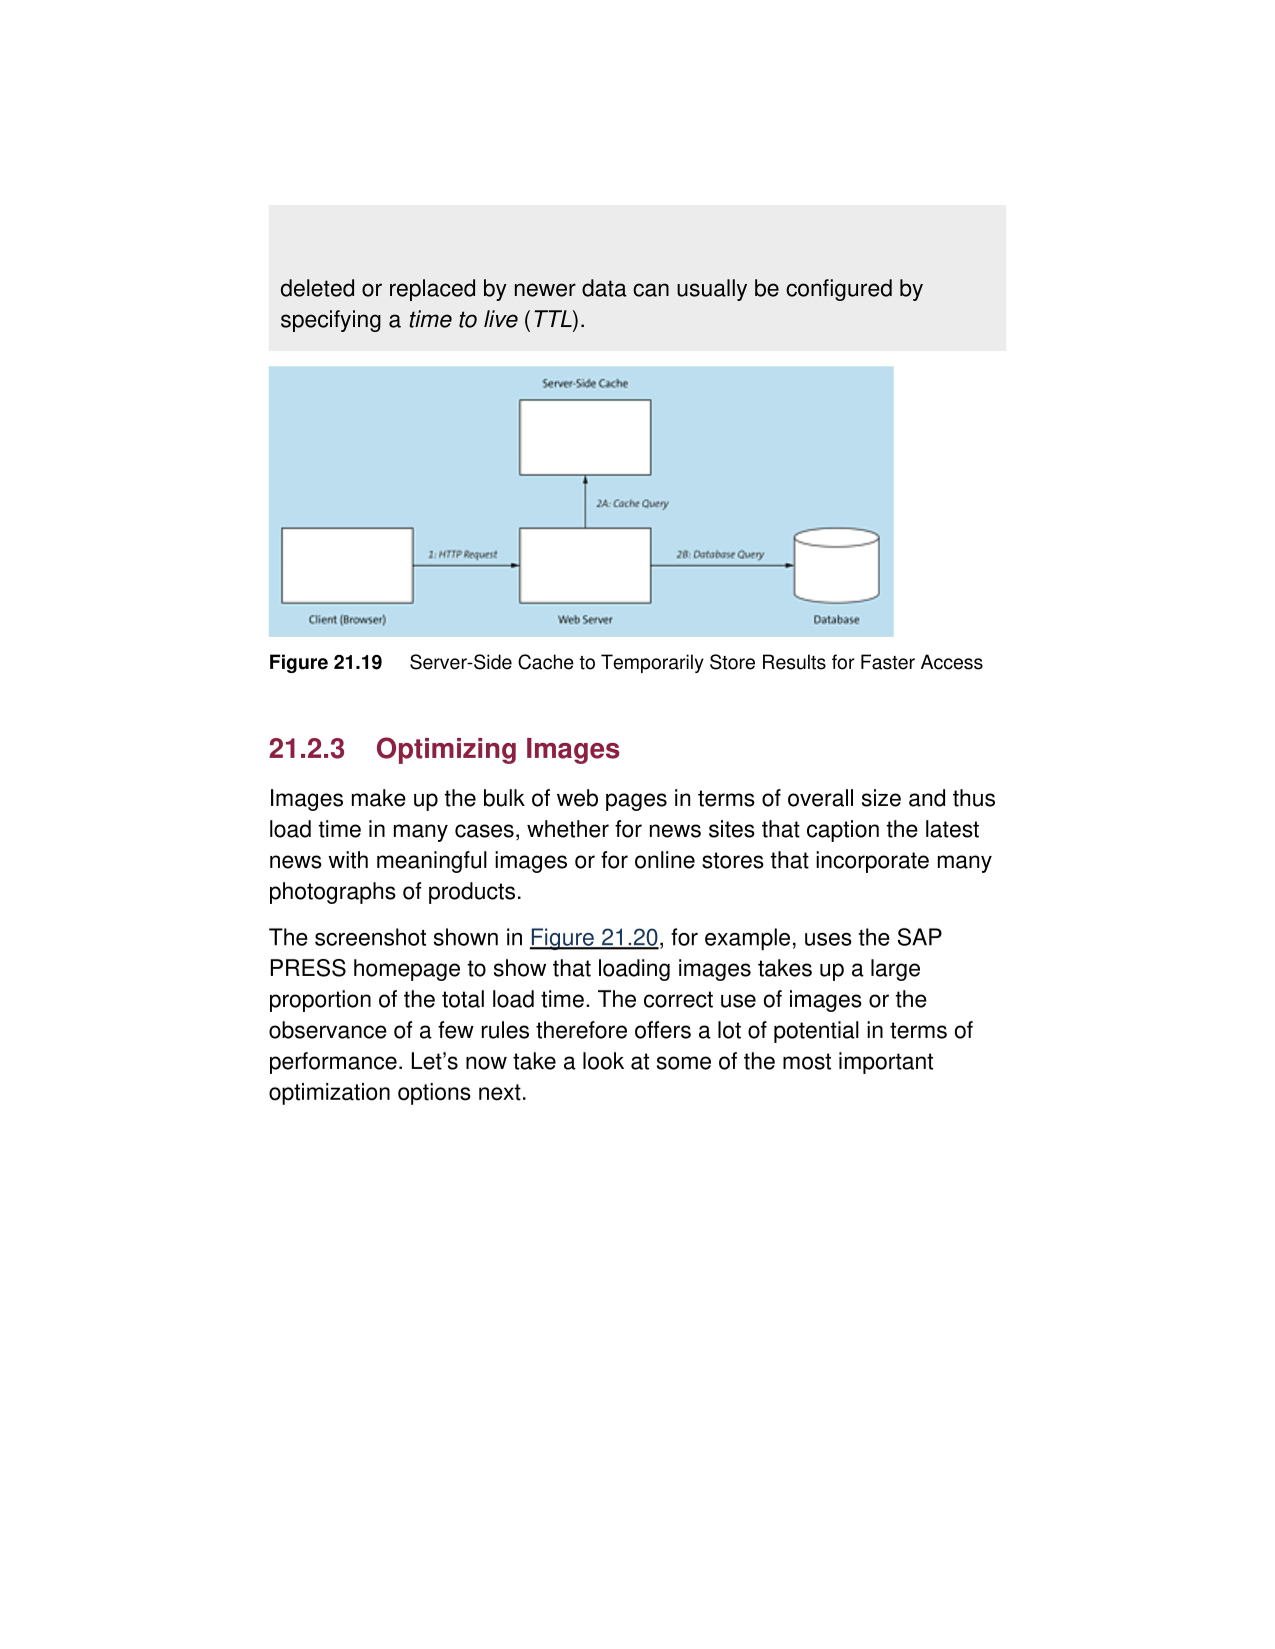 deleted or replaced by newer data can usually be configured by
specifying a time to live (TTL).
Server-Side Cache
2A: Cache Query
1: HTTP Request
2B: Database Query
Client (Browser)
Web Server
Database
Figure 21.19 Server-Side Cache to Temporarily Store Results for Faster Access
21.2.3 Optimizing Images
Images make up the bulk of web pages in terms of overall size and thus
load time in many cases, whether for news sites that caption the latest
news with meaningful images or for online stores that incorporate many
photographs of products.
The screenshot shown in Figure 21.20, for example, uses the SAP
PRESS homepage to show that loading images takes up a large
proportion of the total load time. The correct use of images or the
observance of a few rules therefore offers a lot of potential in terms of
performance. Let’s now take a look at some of the most important
optimization options next.